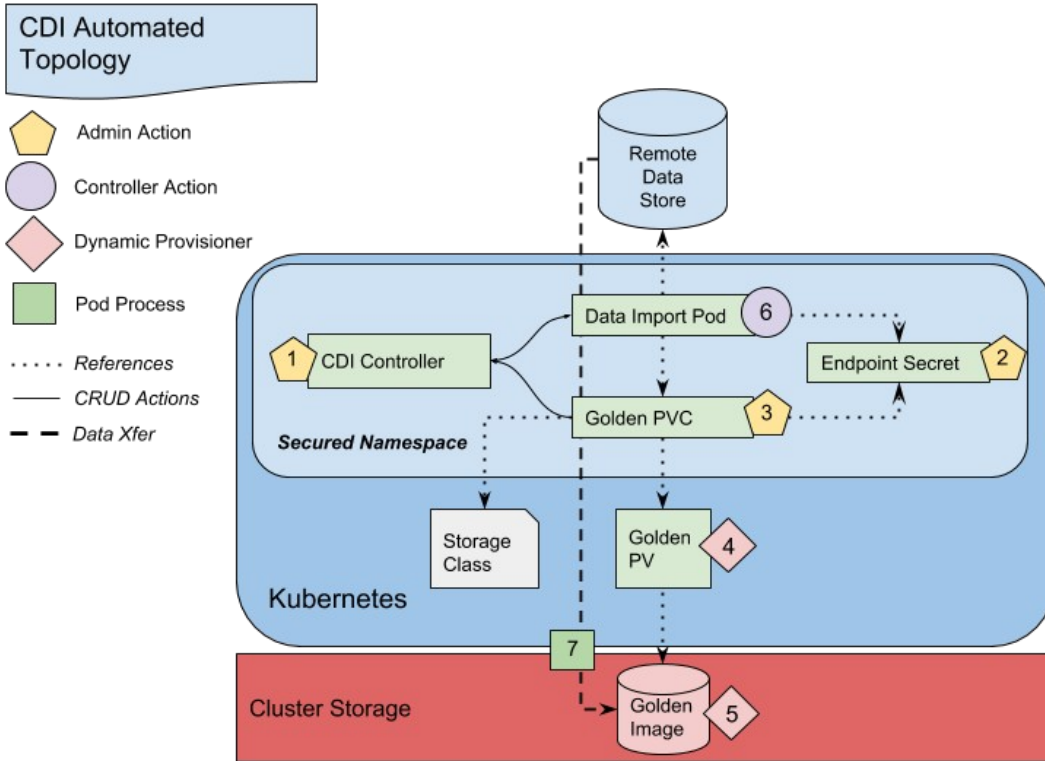 CDI Automated
Topology
Admin Action
Controller Action
Dynamic Provisioner
Pod Process
References
CRUD Actions
Data Xfer
Remote
Data
Store
Data Import Pod
6
1
CDI Controller
Endpoint Secret
2
Golden PVC
3
Secured Namespace
Storage
Class
Golden
PV
4
Kubernetes
7
Cluster Storage
Golden
Image
5